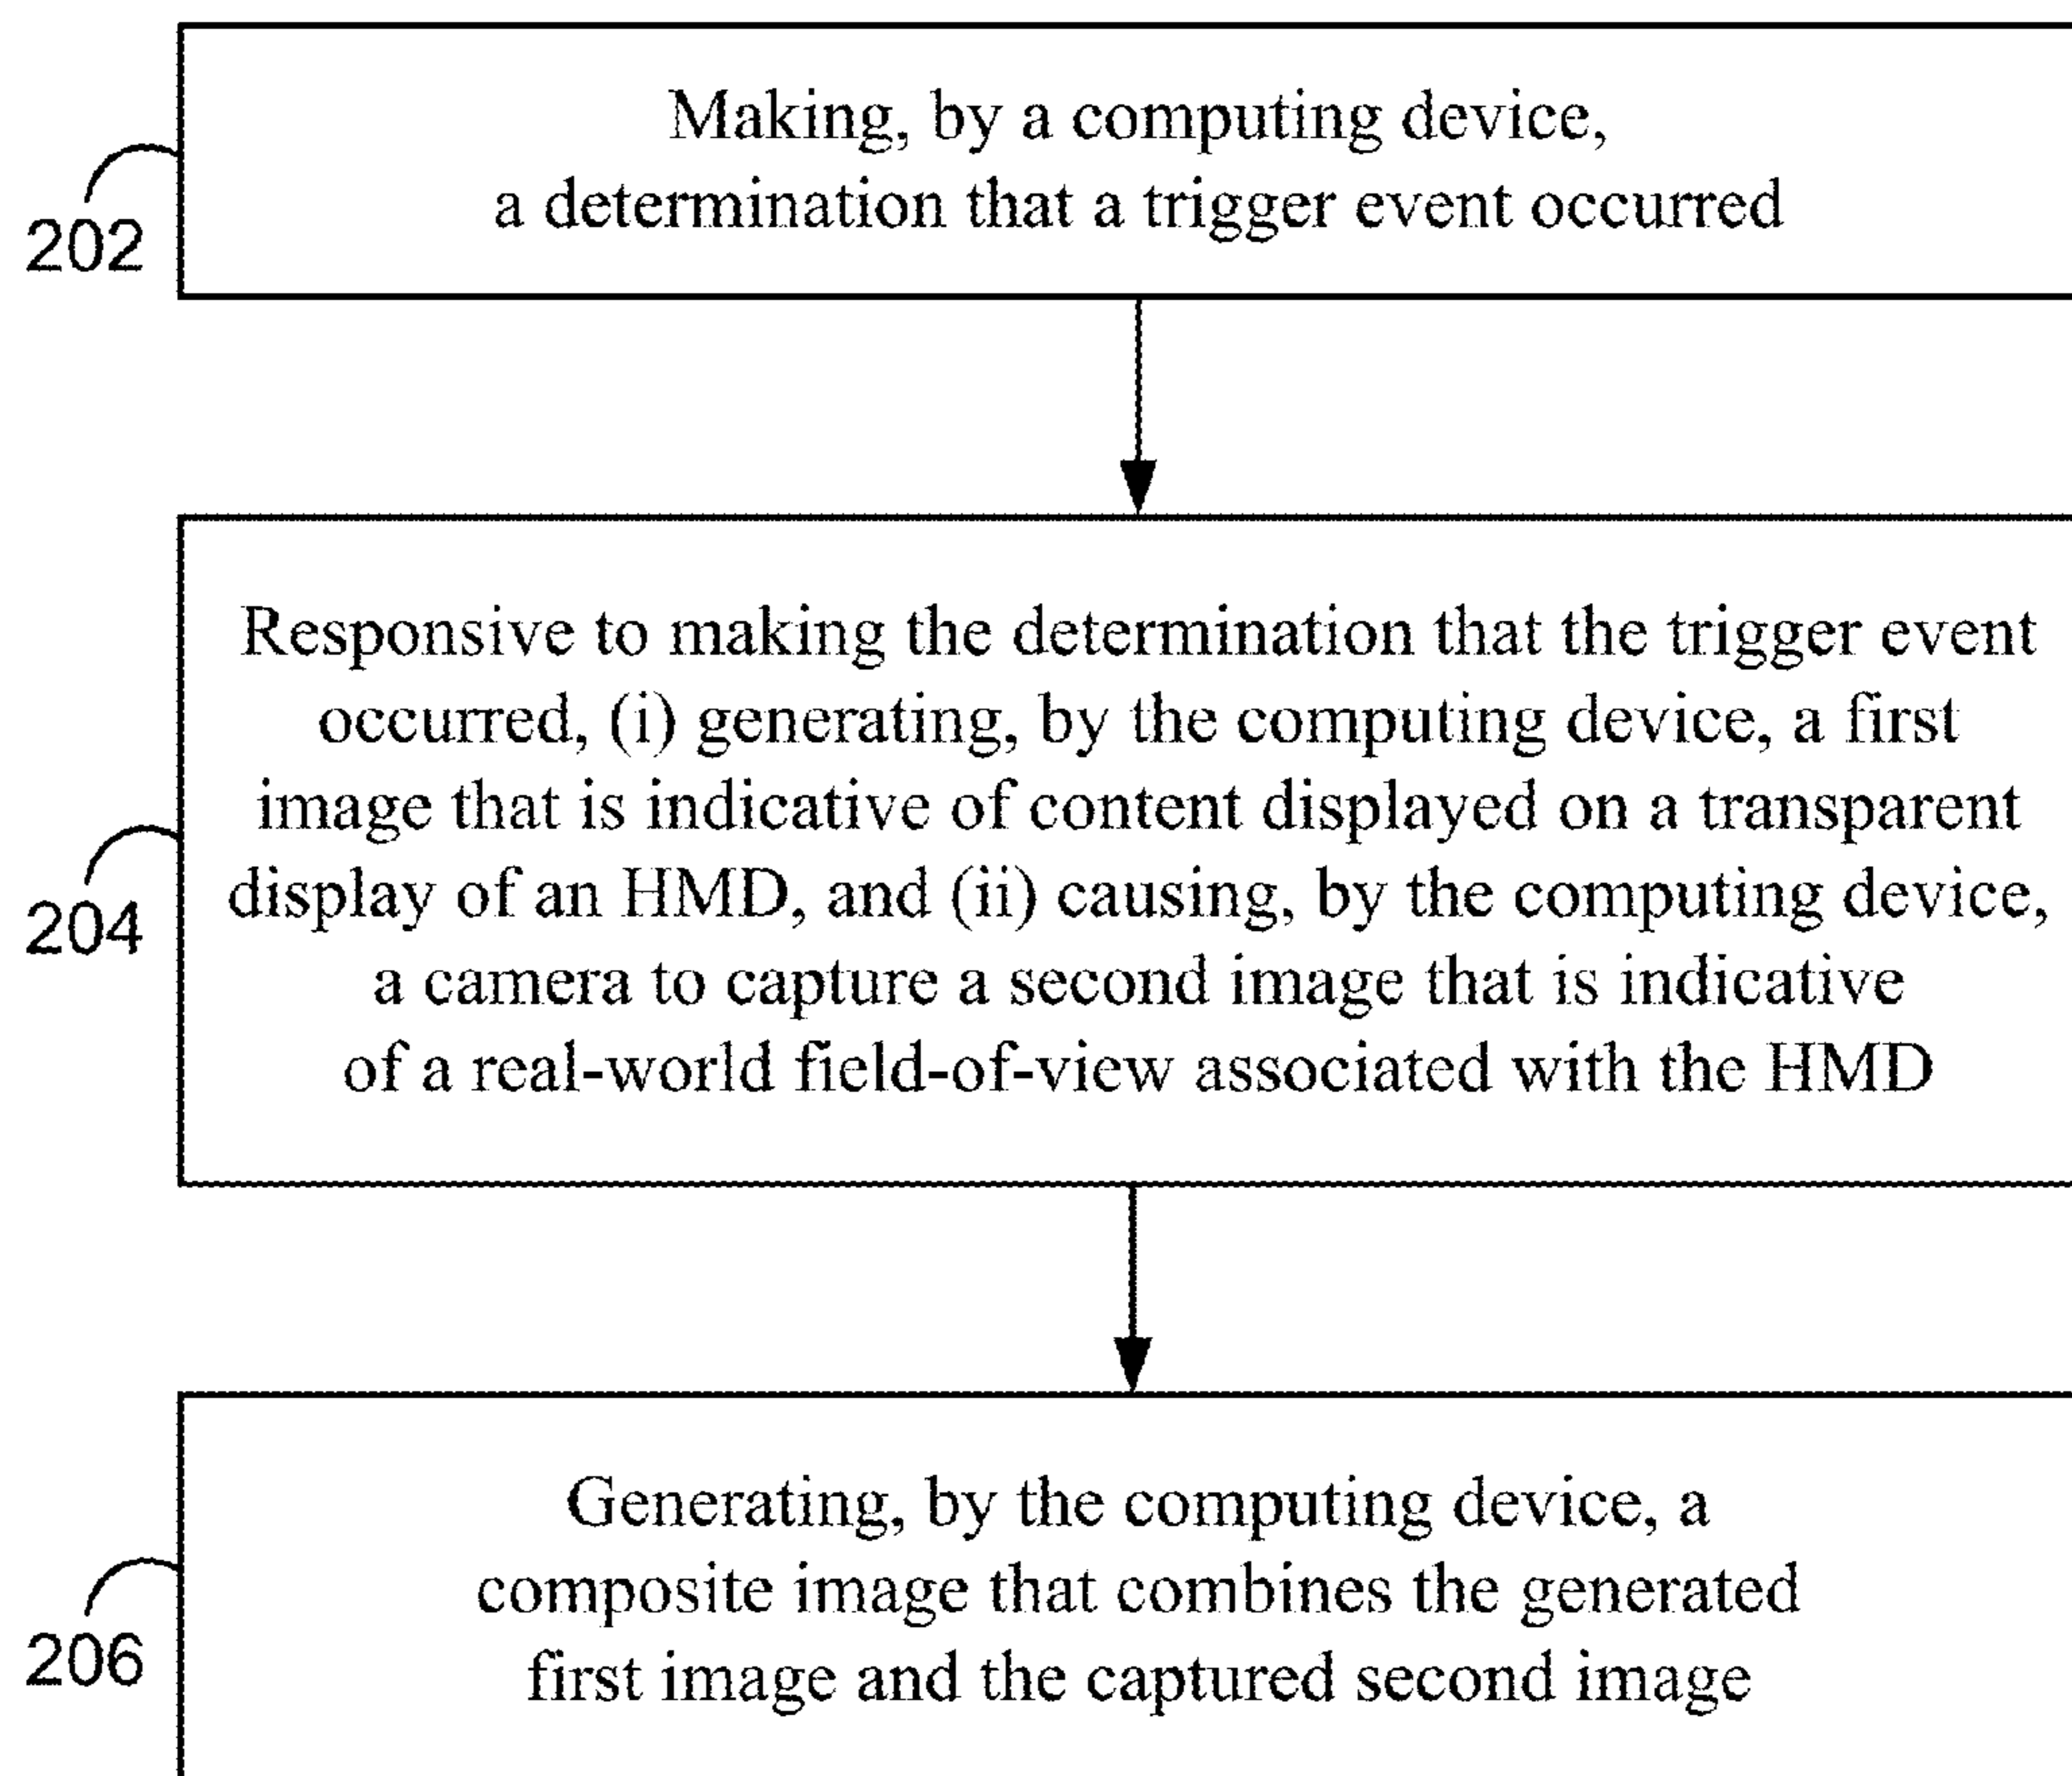 Making, by a computing device,
a determination that a trigger event occurred
202
Responsive to making the determination that the trigger event
occurred, (i) generating, by the computing device, a first
image that is indicative of content displayed on a transparent
display of an HMD, and (ii) causing, by the computing device,
a camera to capture a second image that is indicative
of a real-world field-of-view associated with the HMD
204
Generating, by the computing device, a
composite image that combines the generated
first image and the captured second image
206